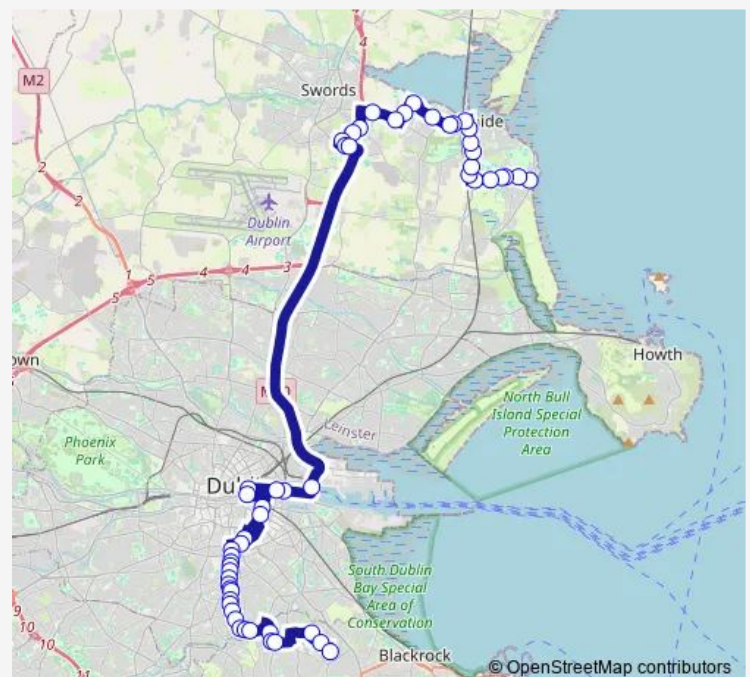 4
Swords
M2
ide
2
2
Dublin
Airport
1
5
4
4
3
5
own
Howth
M 0
North Bull
Island Special
Protection
Area
Leinster
Phoenix
Park
Du
South Dublin
Bay Special
Area of
Conservation
9
10
10
11
Blackrock
© OpenStreetMap contributors